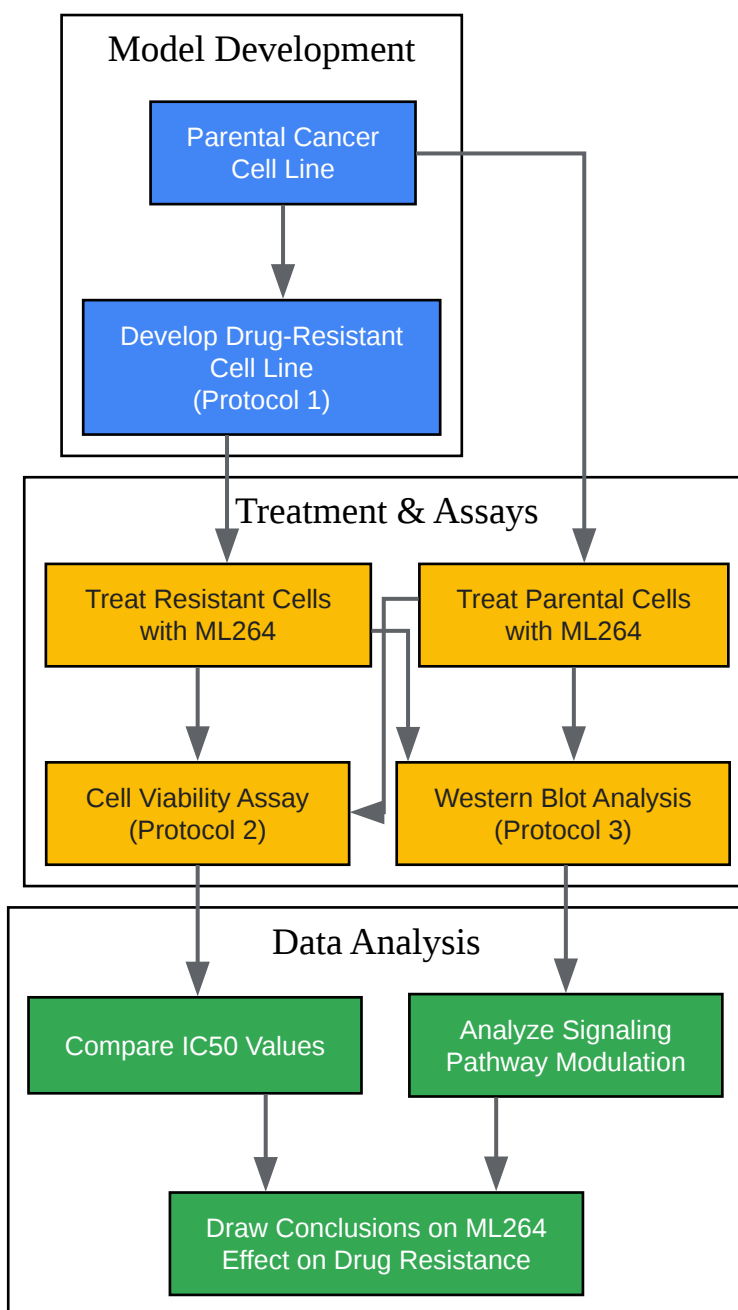 Model Development
Parental Cancer
Cell Line
Develop Drug-Resistant
Cell Line
(Protocol 1)
Treatment & Assays
Treat Resistant Cells
with ML264
Treat Parental Cells
with ML264
Cell Viability Assay
(Protocol 2)
Western Blot Analysis
(Protocol 3)
Data Analysis
Compare IC50 Values
Analyze Signaling
Pathway Modulation
Draw Conclusions on ML264
Effect on Drug Resistance